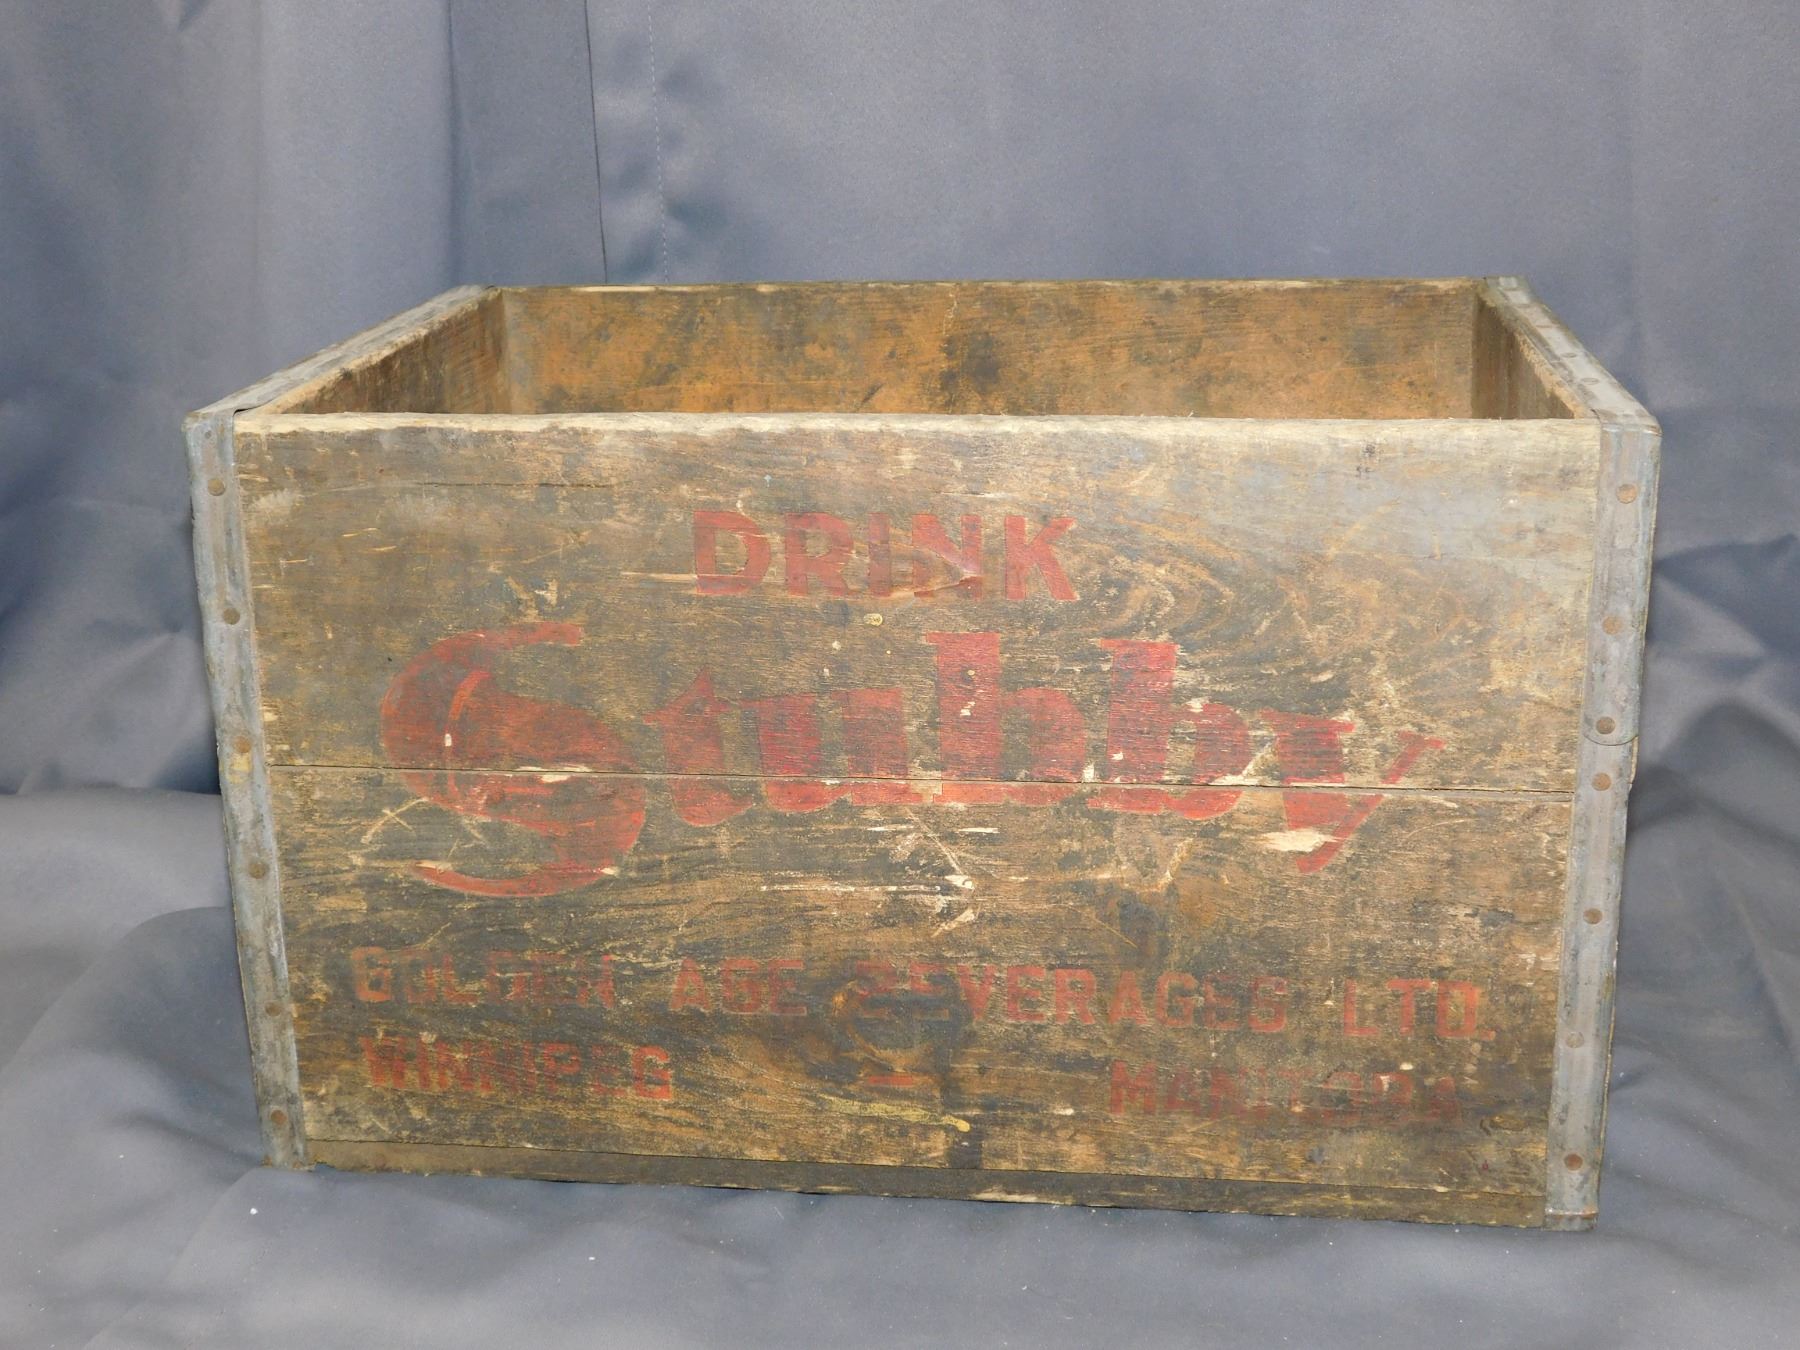 DRINK
Stubby
GOLDEN AGE BEVERAGES LTD.
WINNIPEG - MANITOBA